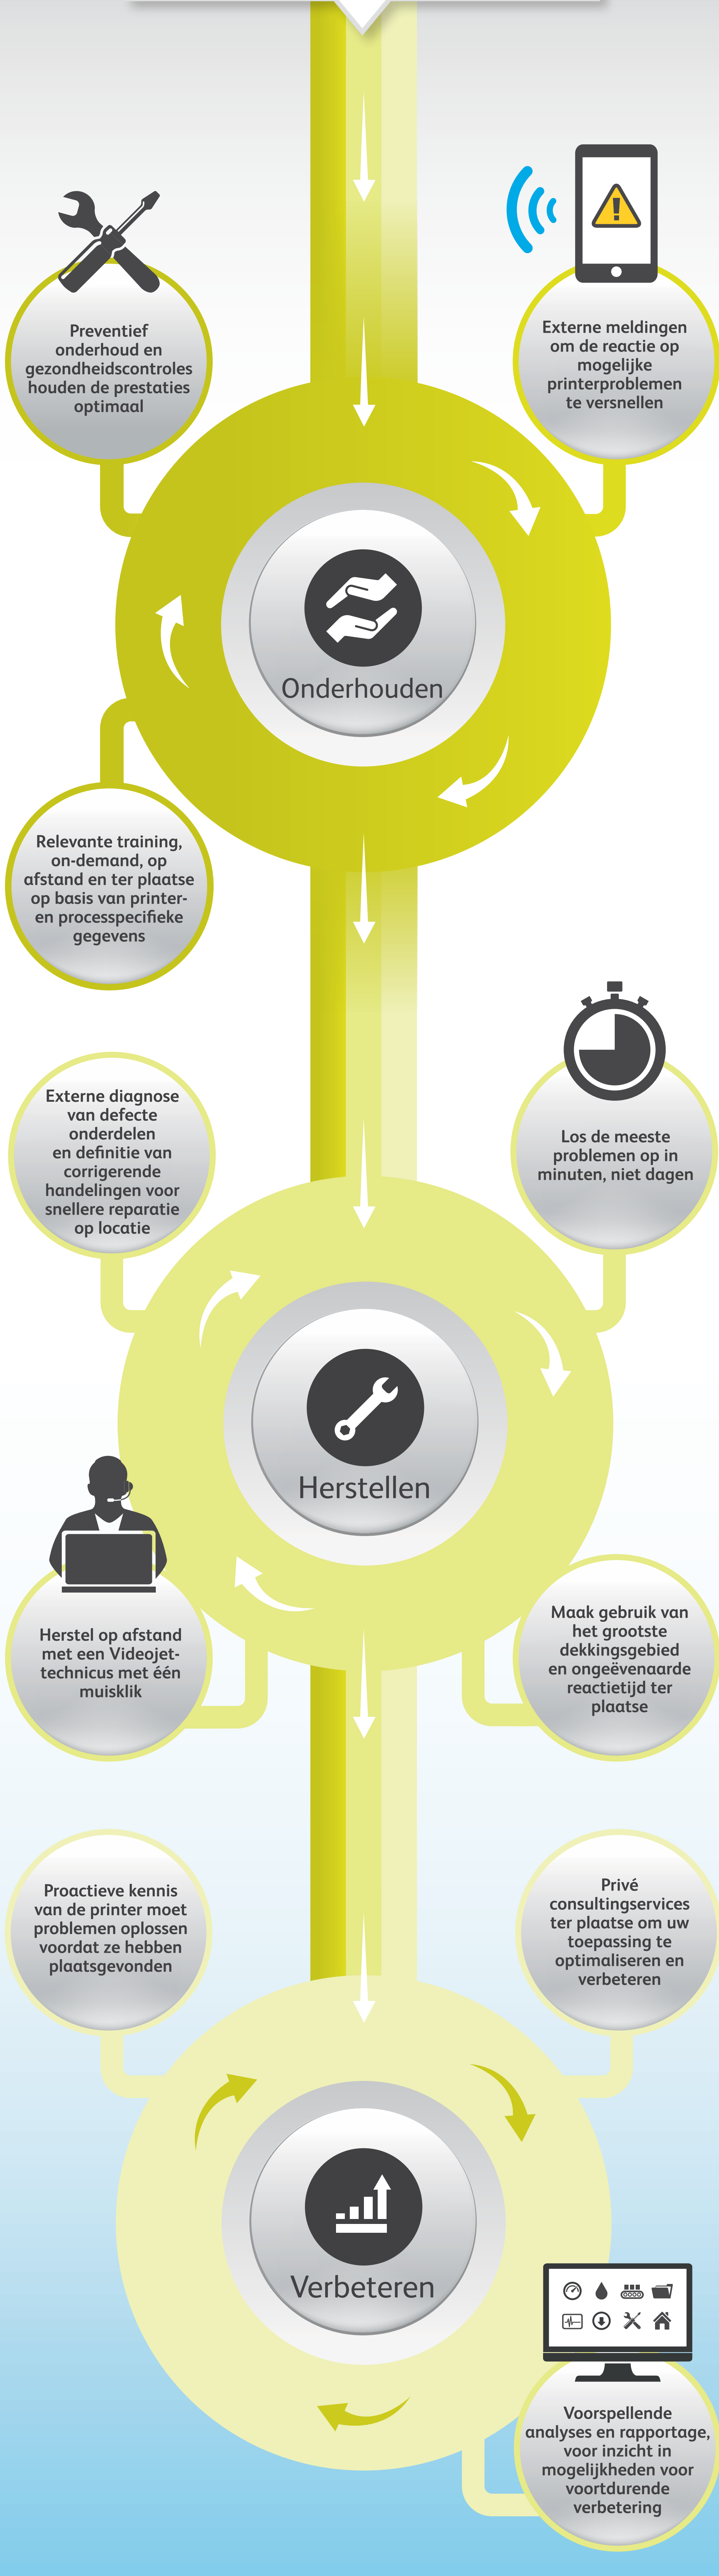 Preventief
onderhoud en
gezondheidscontroles
houden de prestaties
optimaal
Externe meldingen
om de reactie op
mogelijke
printerproblemen
te versnellen
Onderhouden
Relevante training,
on-demand, op
afstand en ter plaatse
op basis van printer-
en processpecifieke
gegevens
Externe diagnose
van defecte
onderdelen
en definitie van
corrigerende
handelingen voor
snellere reparatie
op locatie
Los de meeste
problemen op in
minuten, niet dagen
Herstellen
Herstel op afstand
met een Videojet-
technicus met één
muisklik
Maak gebruik van
het grootste
dekkingsgebied
en ongeëvenaarde
reactietijd ter
plaatse
Proactieve kennis
van de printer moet
problemen oplossen
voordat ze hebben
plaatsgevonden
Privé
consultingservices
ter plaatse om uw
toepassing te
optimaliseren en
verbeteren
Verbeteren
Voorspellende
analyses en rapportage,
voor inzicht in
mogelijkheden voor
voortdurende
verbetering